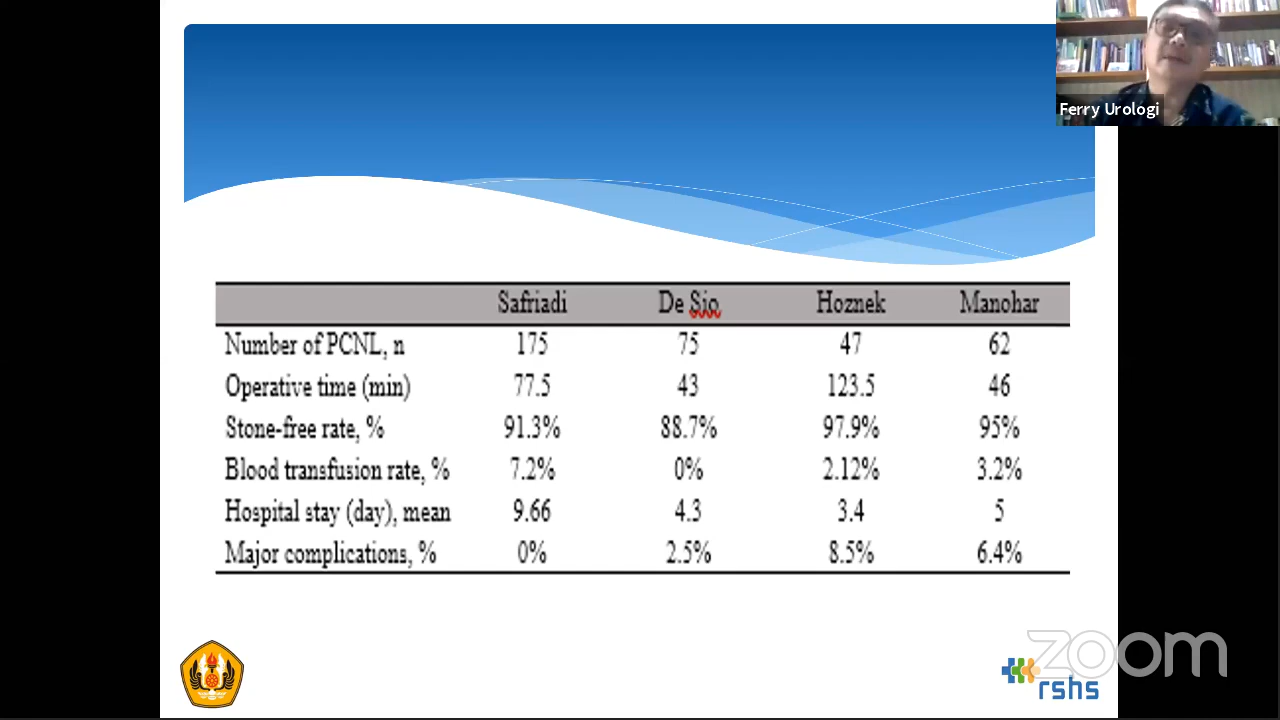 Ferry Urologi
Safriadi De Sio Hoznek Manohar
Number of PCNL, n 175 75 47 62
Operative time (min) 77.5 43 123.5 46
Stone-free rate, % 91.3% 88.7% 97.9% 95%
Blood transfusion rate, % 7.2% 0% 2.12% 3.2%
Hospital stay (day), mean 9.66 4.3 3.4 5
Major complications, % 0% 2.5% 8.5% 6.4%
zoom
rshs